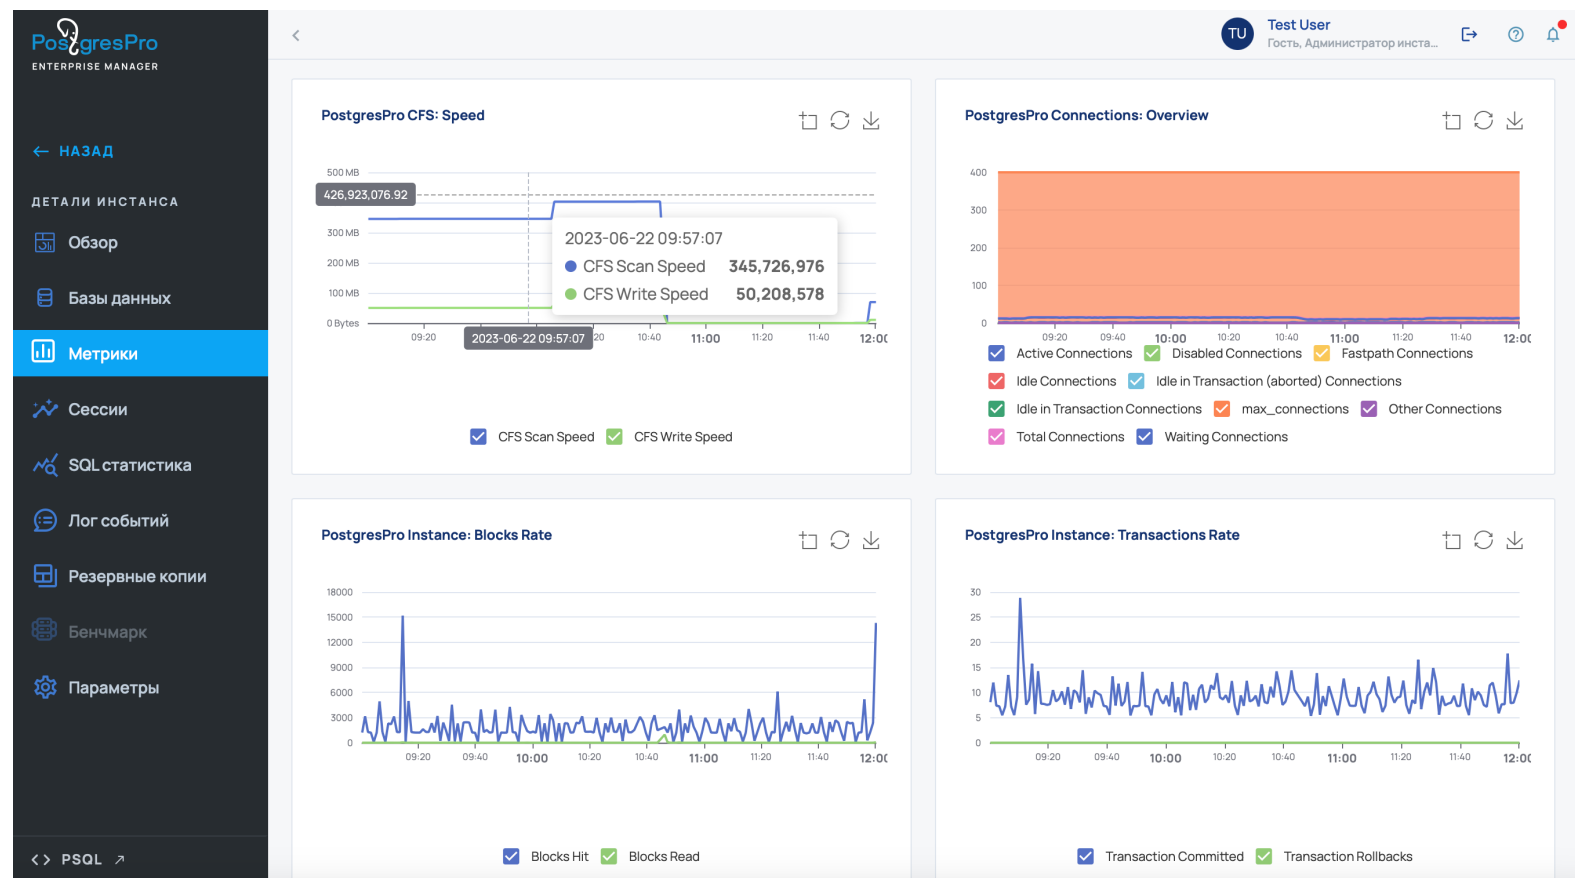 PostgresPro
ENTERPRISE MANAGER
НАЗАД
ДЕТАЛИ ИНСТАНСА
Обзор
Базы данных
Метрики
Сессии
SQL статистика
Лог событий
Резервные копии
Бенчмарк
Параметры
PSQL
TU
Test User
Гость, Администратор инста...
PostgresPro CFS: Speed
500 MB
426,923,076.92
300 MB
200 MB
100 MB
0 Bytes
2023-06-22 09:57:07
CFS Scan Speed 345,726,976
CFS Write Speed 50,208,578
09:20 2023-06-22 09:57:07 20 10:40 11:00 11:20 11:40 12:00
CFS Scan Speed CFS Write Speed
PostgresPro Connections: Overview
400
300
200
100
0
09:20 09:40 10:00 10:20 10:40 11:00 11:20 11:40 12:00
Active Connections Disabled Connections Fastpath Connections
Idle Connections Idle in Transaction (aborted) Connections
Idle in Transaction Connections max_connections Other Connections
Total Connections Waiting Connections
PostgresPro Instance: Blocks Rate
18000
15000
12000
9000
6000
3000
0
09:20 09:40 10:00 10:20 10:40 11:00 11:20 11:40 12:00
Blocks Hit Blocks Read
PostgresPro Instance: Transactions Rate
30
25
20
15
10
5
0
09:20 09:40 10:00 10:20 10:40 11:00 11:20 11:40 12:00
Transaction Committed Transaction Rollbacks